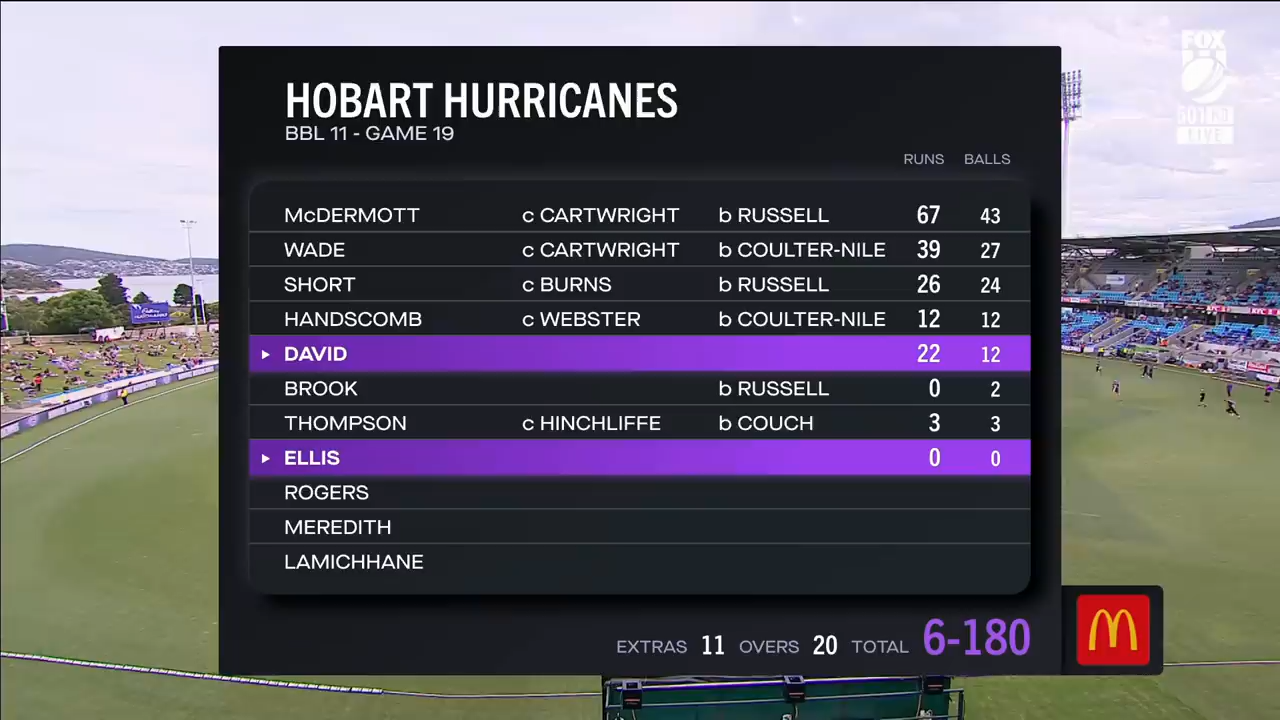 FOX
501 HD
LIVE
HOBART HURRICANES
BBL 11 - GAME 19
RUNS BALLS
McDERMOTT c CARTWRIGHT b RUSSELL 67 43
WADE c CARTWRIGHT b COULTER-NILE 39 27
SHORT c BURNS b RUSSELL 26 24
HANDSCOMB c WEBSTER b COULTER-NILE 12 12
DAVID 22 12
BROOK b RUSSELL 0 2
THOMPSON c HINCHLIFFE b COUCH 3 3
ELLIS 0 0
ROGERS
MEREDITH
LAMICHHANE
EXTRAS 11 OVERS 20 TOTAL 6-180